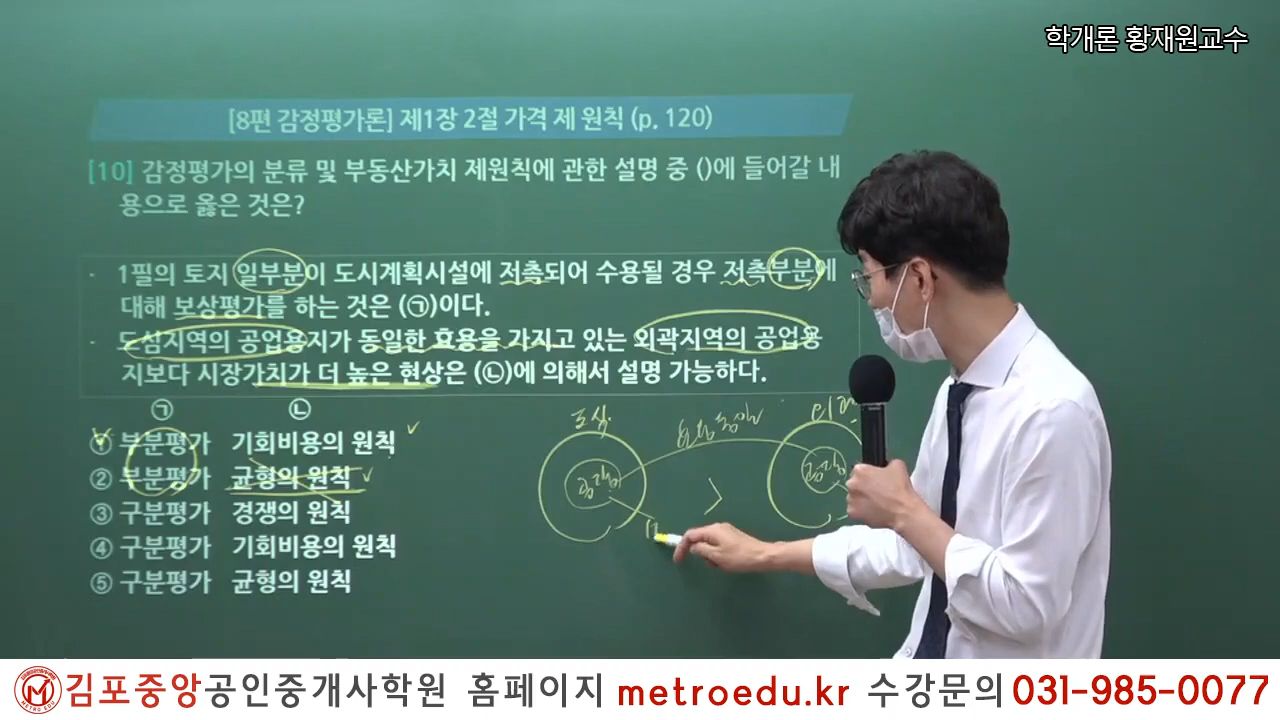 학개론 황재원교수
[8편 감정평가론] 제1장 2절 가격 제 원칙 (p. 120)
[10] 감정평가의 분류 및 부동산가치 제원칙에 관한 설명 중 ()에 들어갈 내
용으로 옳은 것은?
· 1필의 토지 일부분이 도시계획시설에 저촉되어 수용될 경우 저촉부분에
대해 보상평가를 하는 것은 (㉠)이다.
· 도심지역의 공업용지가 동일한 효용을 가지고 있는 외곽지역의 공업용
지보다 시장가치가 더 높은 현상은 (㉡)에 의해서 설명 가능하다.
㉠ ㉡
① 부분평가 기회비용의 원칙
② 부분평가 균형의 원칙
③ 구분평가 경쟁의 원칙
④ 구분평가 기회비용의 원칙
⑤ 구분평가 균형의 원칙
도심
공장
>
공장
METRO EDU
김포중앙공인중개사학원 홈페이지 metroedu.kr 수강문의 031-985-0077